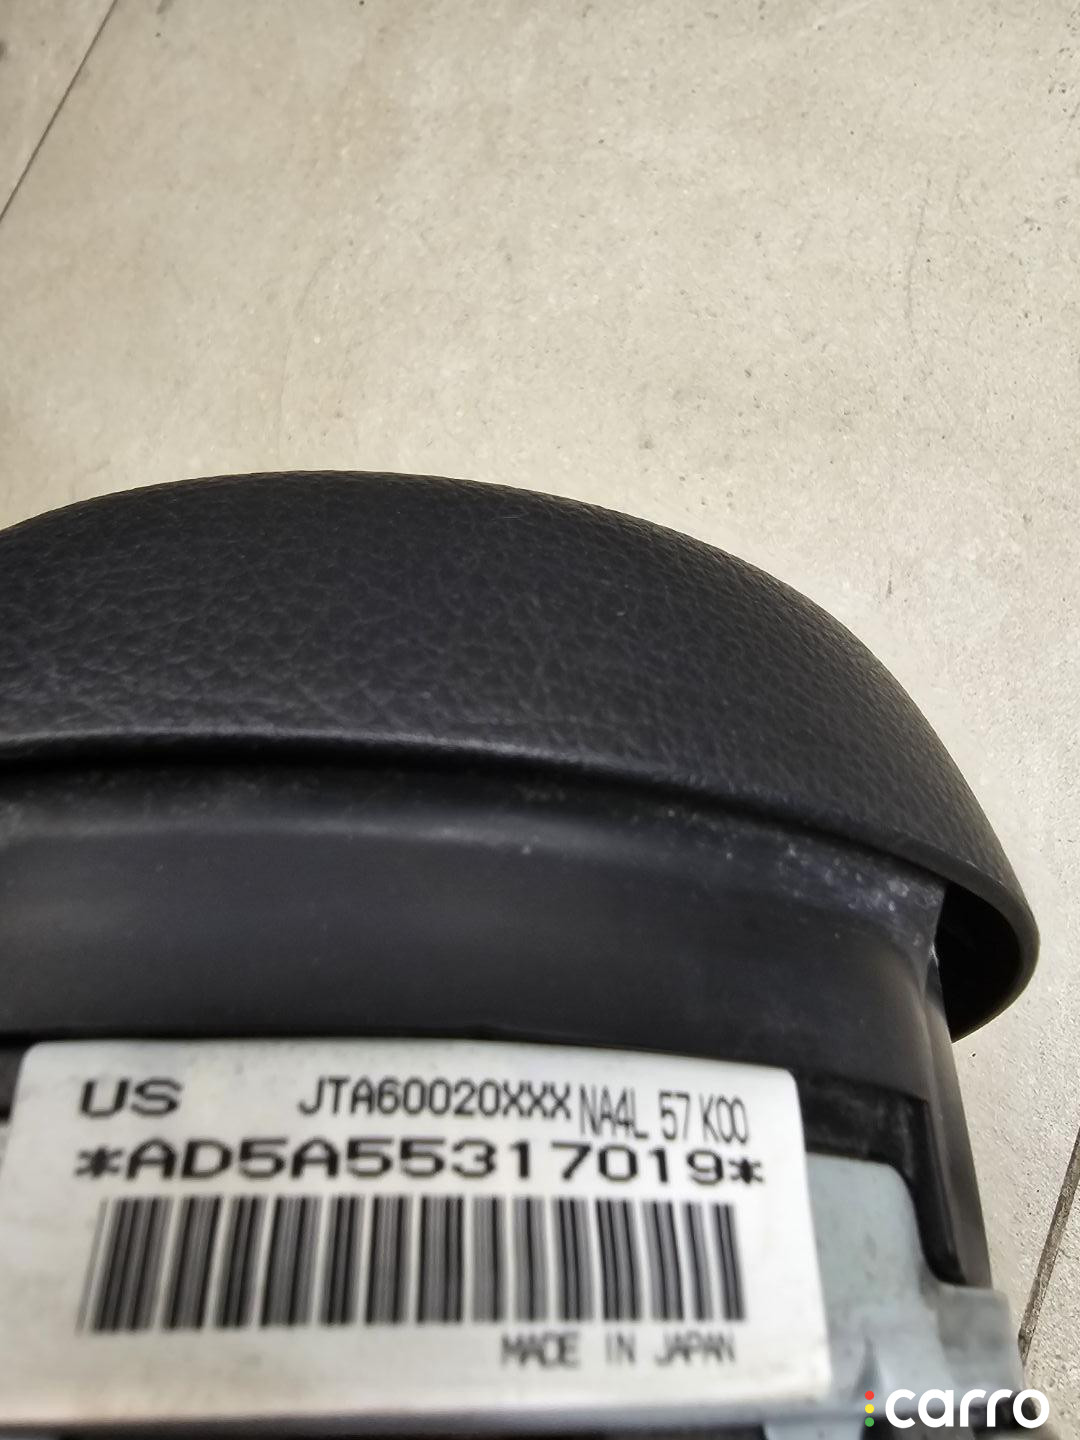 US JTA60020XXX NA4L 57 K00
*AD5A55317019*
MADE IN JAPAN
carro